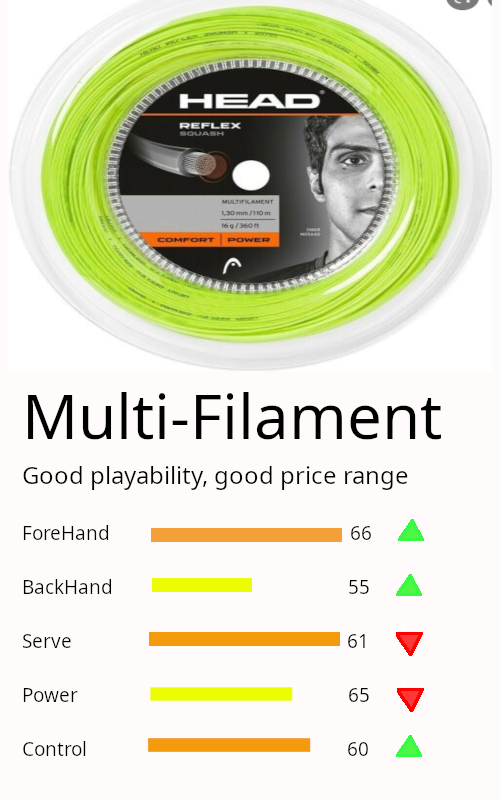 HEAD
REFLEX
SQUASH
MULTIFILAMENT
1,30 mm / 110 m
16 g / 360 ft
COMFORT POWER
Multi-Filament
Good playability, good price range
ForeHand 66
BackHand 55
Serve 61
Power 65
Control 60